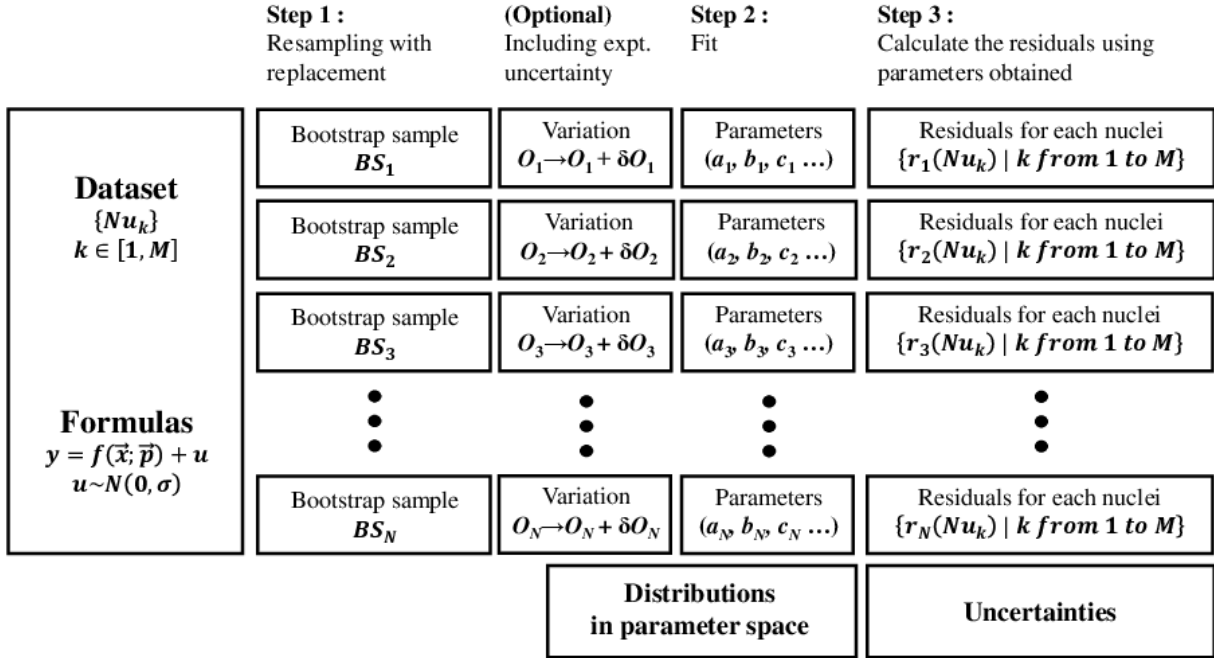 Step 1 :
Resampling with
replacement
(Optional)
Including expt.
uncertainty
Step 2 :
Fit
Step 3 :
Calculate the residuals using
parameters obtained
Dataset
{Nu_k}
k ∈ [1, M]
Formulas
y = f(x⃗; p⃗) + u
u~N(0, σ)
Bootstrap sample
BS_1
Variation
O_1→O_1 + δO_1
Parameters
(a_1, b_1, c_1 ...)
Residuals for each nuclei
{r_1(Nu_k) | k from 1 to M}
Bootstrap sample
BS_2
Variation
O_2→O_2 + δO_2
Parameters
(a_2, b_2, c_2 ...)
Residuals for each nuclei
{r_2(Nu_k) | k from 1 to M}
Bootstrap sample
BS_3
Variation
O_3→O_3 + δO_3
Parameters
(a_3, b_3, c_3 ...)
Residuals for each nuclei
{r_3(Nu_k) | k from 1 to M}
Bootstrap sample
BS_N
Variation
O_N→O_N + δO_N
Parameters
(a_N, b_N, c_N ...)
Residuals for each nuclei
{r_N(Nu_k) | k from 1 to M}
Distributions
in parameter space
Uncertainties